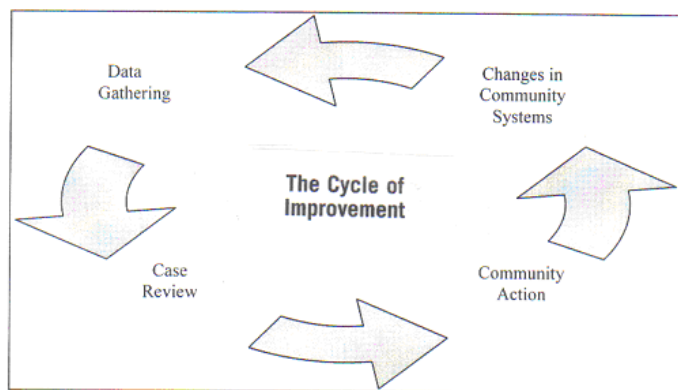 Data
Gathering
Changes in
Community
Systems
The Cycle of
Improvement
Case
Review
Community
Action